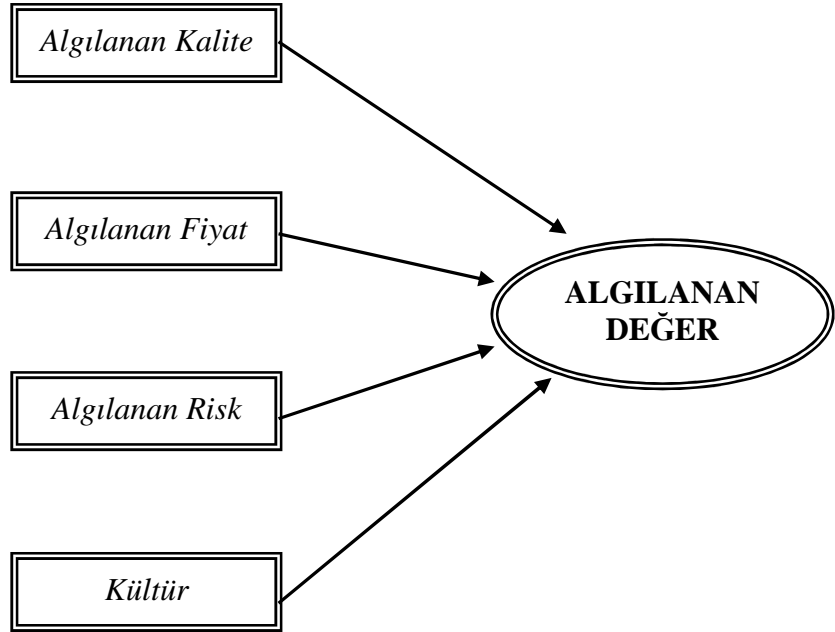 Algılanan Kalite
Algılanan Fiyat
ALGILANAN
DEĞER
Algılanan Risk
Kültür